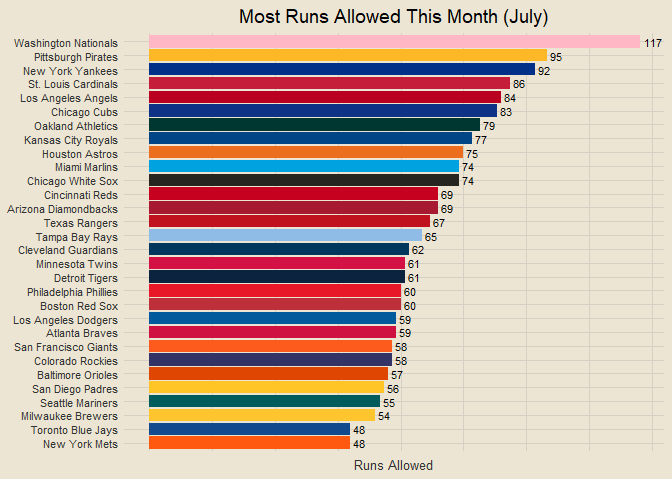 Most Runs Allowed This Month (July)
Washington Nationals 117
Pittsburgh Pirates 95
New York Yankees 92
St. Louis Cardinals 86
Los Angeles Angels 84
Chicago Cubs 83
Oakland Athletics 79
Kansas City Royals 77
Houston Astros 75
Miami Marlins 74
Chicago White Sox 74
Cincinnati Reds 69
Arizona Diamondbacks 69
Texas Rangers 67
Tampa Bay Rays 65
Cleveland Guardians 62
Minnesota Twins 61
Detroit Tigers 61
Philadelphia Phillies 60
Boston Red Sox 60
Los Angeles Dodgers 59
Atlanta Braves 59
San Francisco Giants 58
Colorado Rockies 58
Baltimore Orioles 57
San Diego Padres 56
Seattle Mariners 55
Milwaukee Brewers 54
Toronto Blue Jays 48
New York Mets 48
Runs Allowed